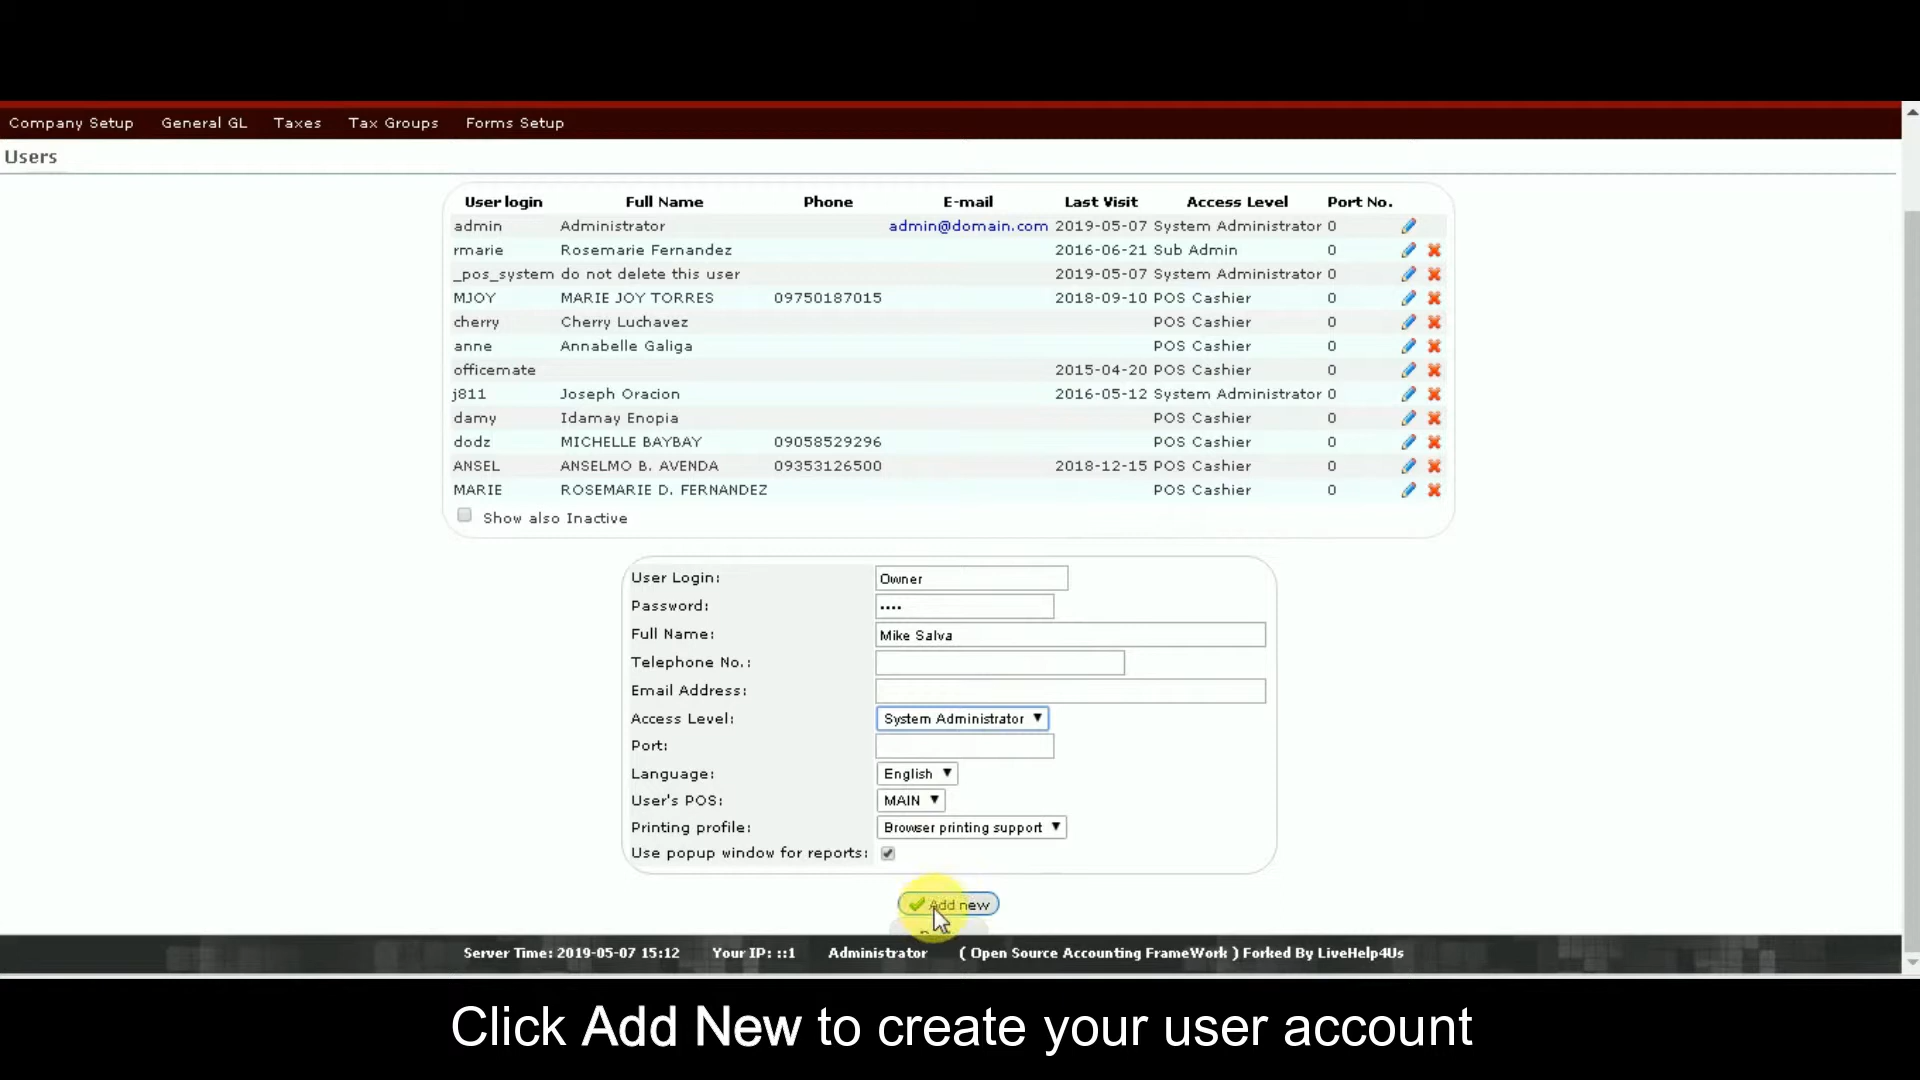 Company Setup General GL Taxes Tax Groups Forms Setup
Users
User login Full Name Phone E-mail Last Visit Access Level Port No.
admin Administrator admin@domain.com 2019-05-07 System Administrator 0
rmarie Rosemarie Fernandez 2016-06-21 Sub Admin 0
_pos_system do not delete this user 2019-05-07 System Administrator 0
MJOY MARIE JOY TORRES 09750187015 2018-09-10 POS Cashier 0
cherry Cherry Luchavez POS Cashier 0
anne Annabelle Galiga POS Cashier 0
officemate 2015-04-20 POS Cashier 0
j811 Joseph Oracion 2016-05-12 System Administrator 0
damy Idamay Enopia POS Cashier 0
dodz MICHELLE BAYBAY 09058529296 POS Cashier 0
ANSEL ANSELMO B. AVENDA 09353126500 2018-12-15 POS Cashier 0
MARIE ROSEMARIE D. FERNANDEZ POS Cashier 0
Show also Inactive
User Login: Owner
Password: ••••
Full Name: Mike Salva
Telephone No.:
Email Address:
Access Level: System Administrator
Port:
Language: English
User's POS: MAIN
Printing profile: Browser printing support
Use popup window for reports:
Add new
Server Time: 2019-05-07 15:12 Your IP: ::1 Administrator ( Open Source Accounting FrameWork ) Forked By LiveHelp4Us
Click Add New to create your user account